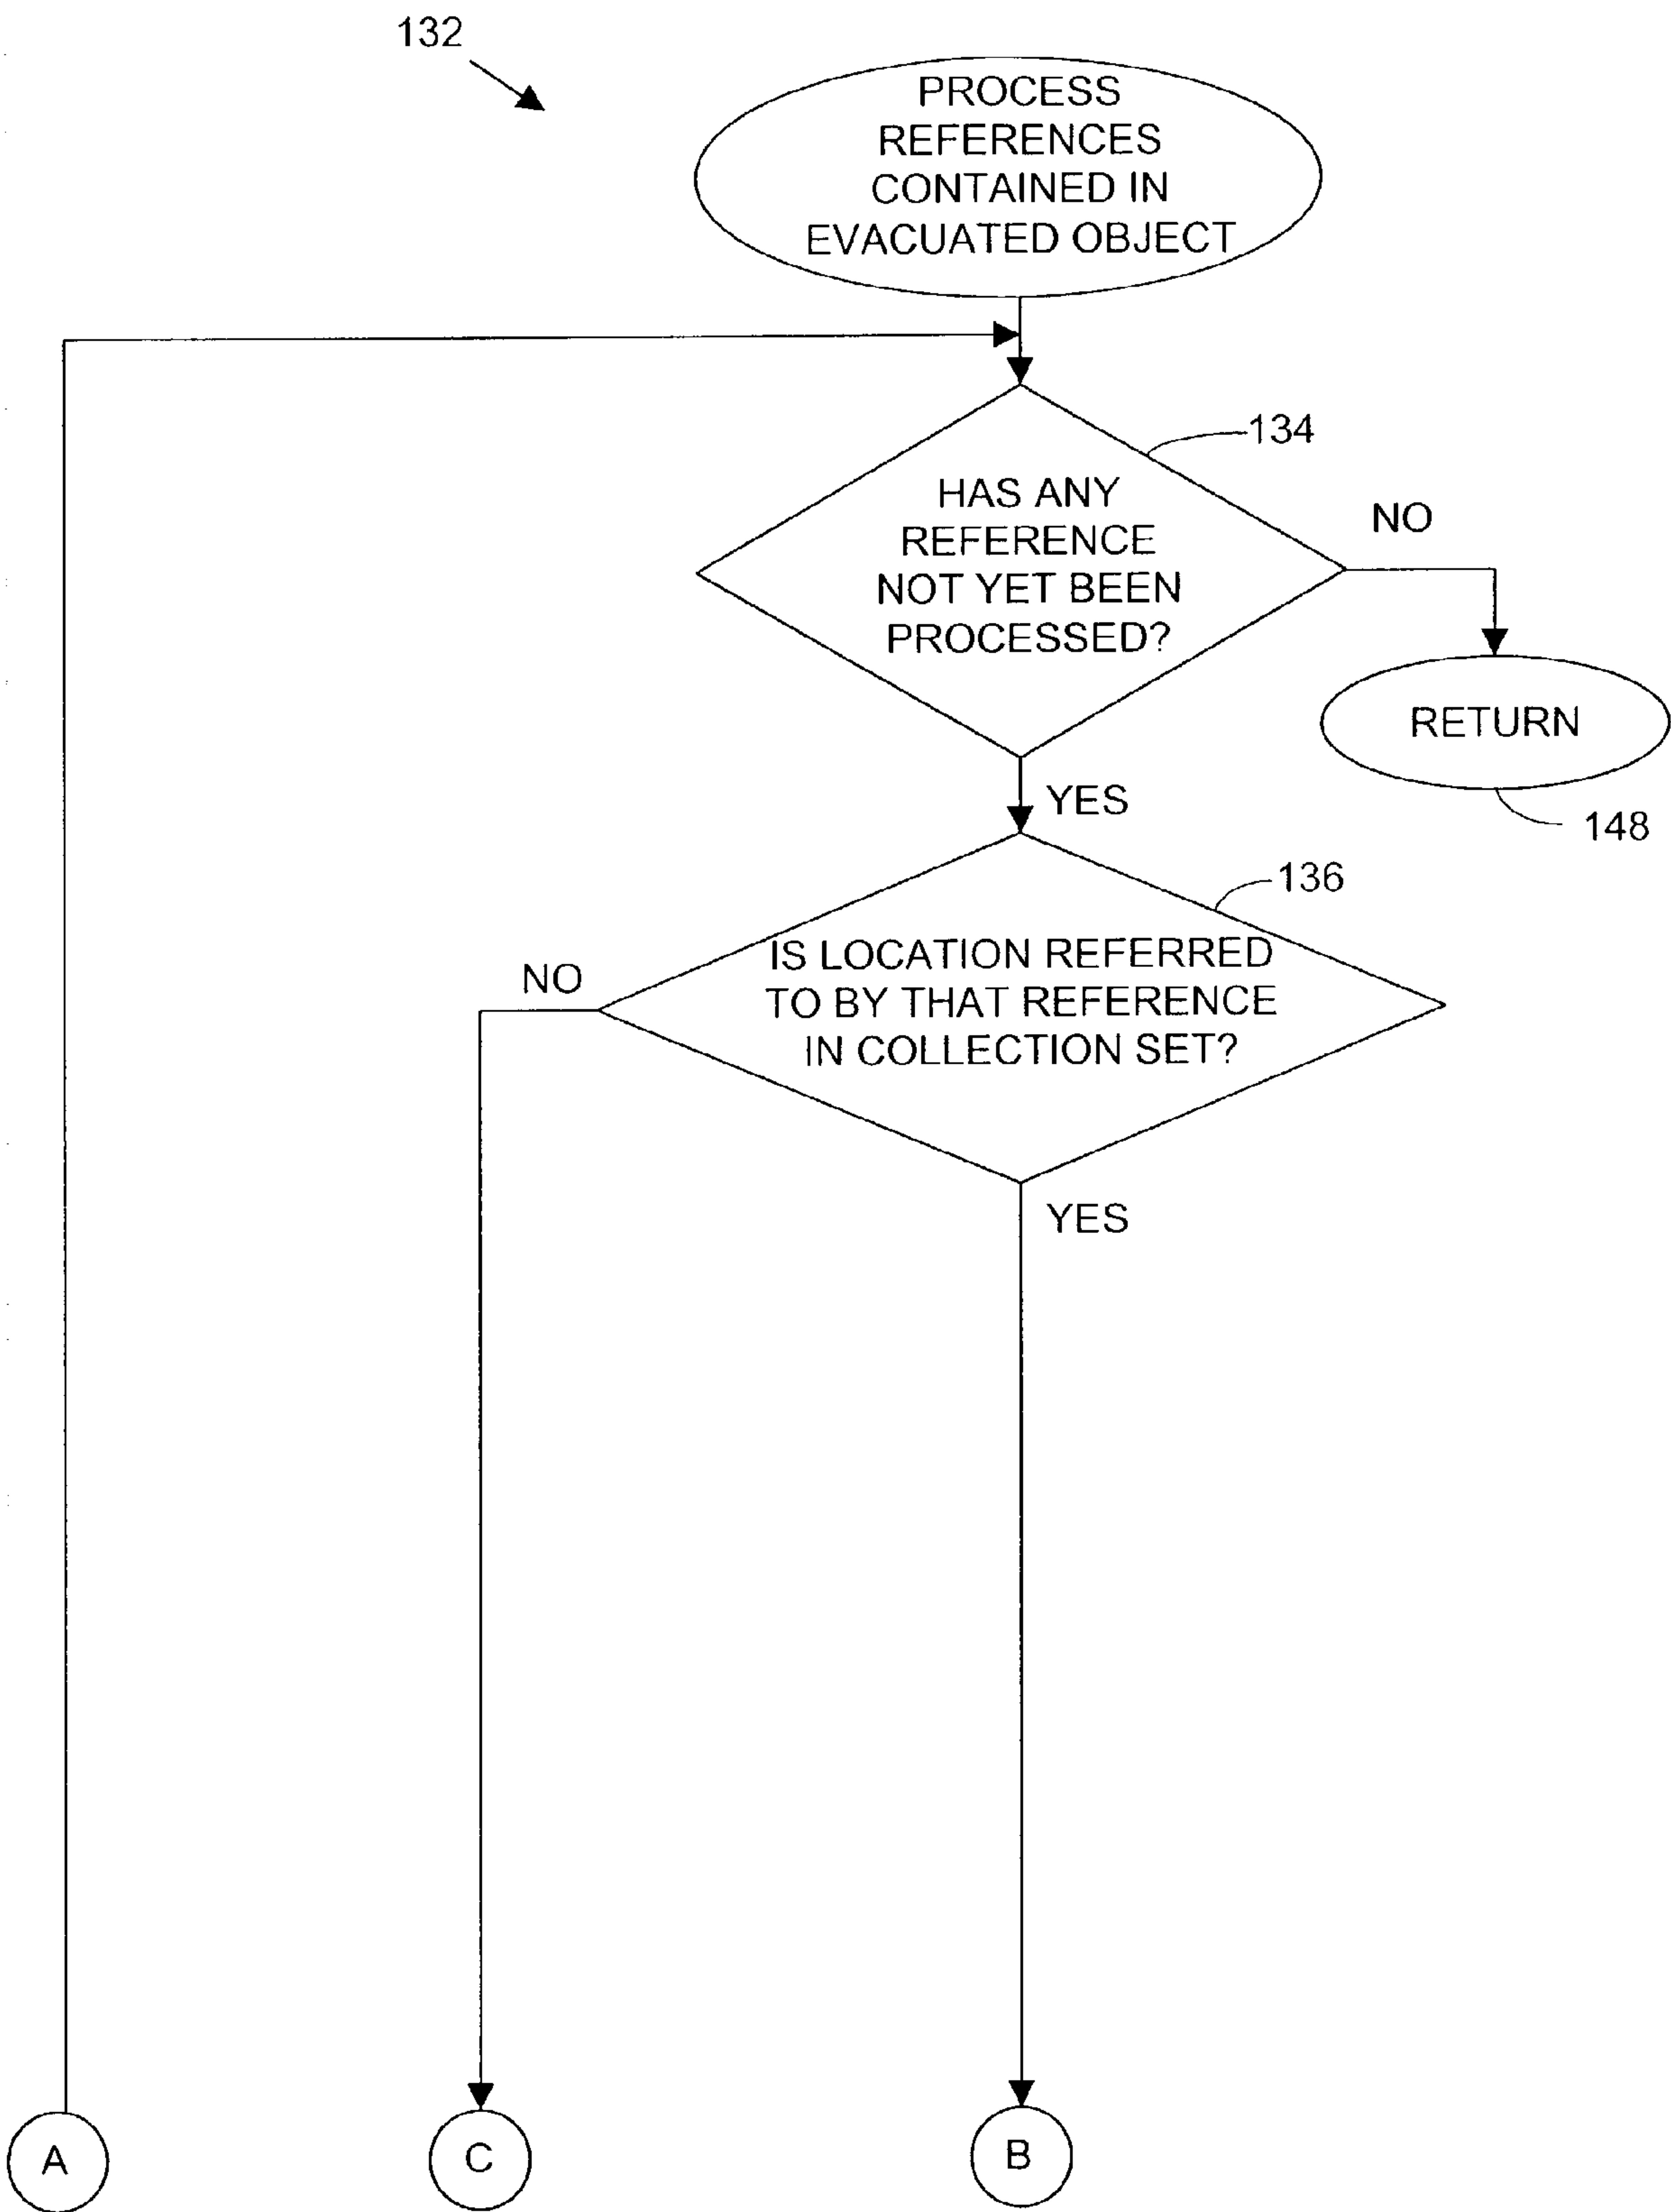 132
PROCESS
REFERENCES
CONTAINED IN
EVACUATED OBJECT
134
HAS ANY
REFERENCE
NOT YET BEEN
PROCESSED?
NO
RETURN
148
YES
136
IS LOCATION REFERRED
TO BY THAT REFERENCE
IN COLLECTION SET?
NO
YES
A
C
B